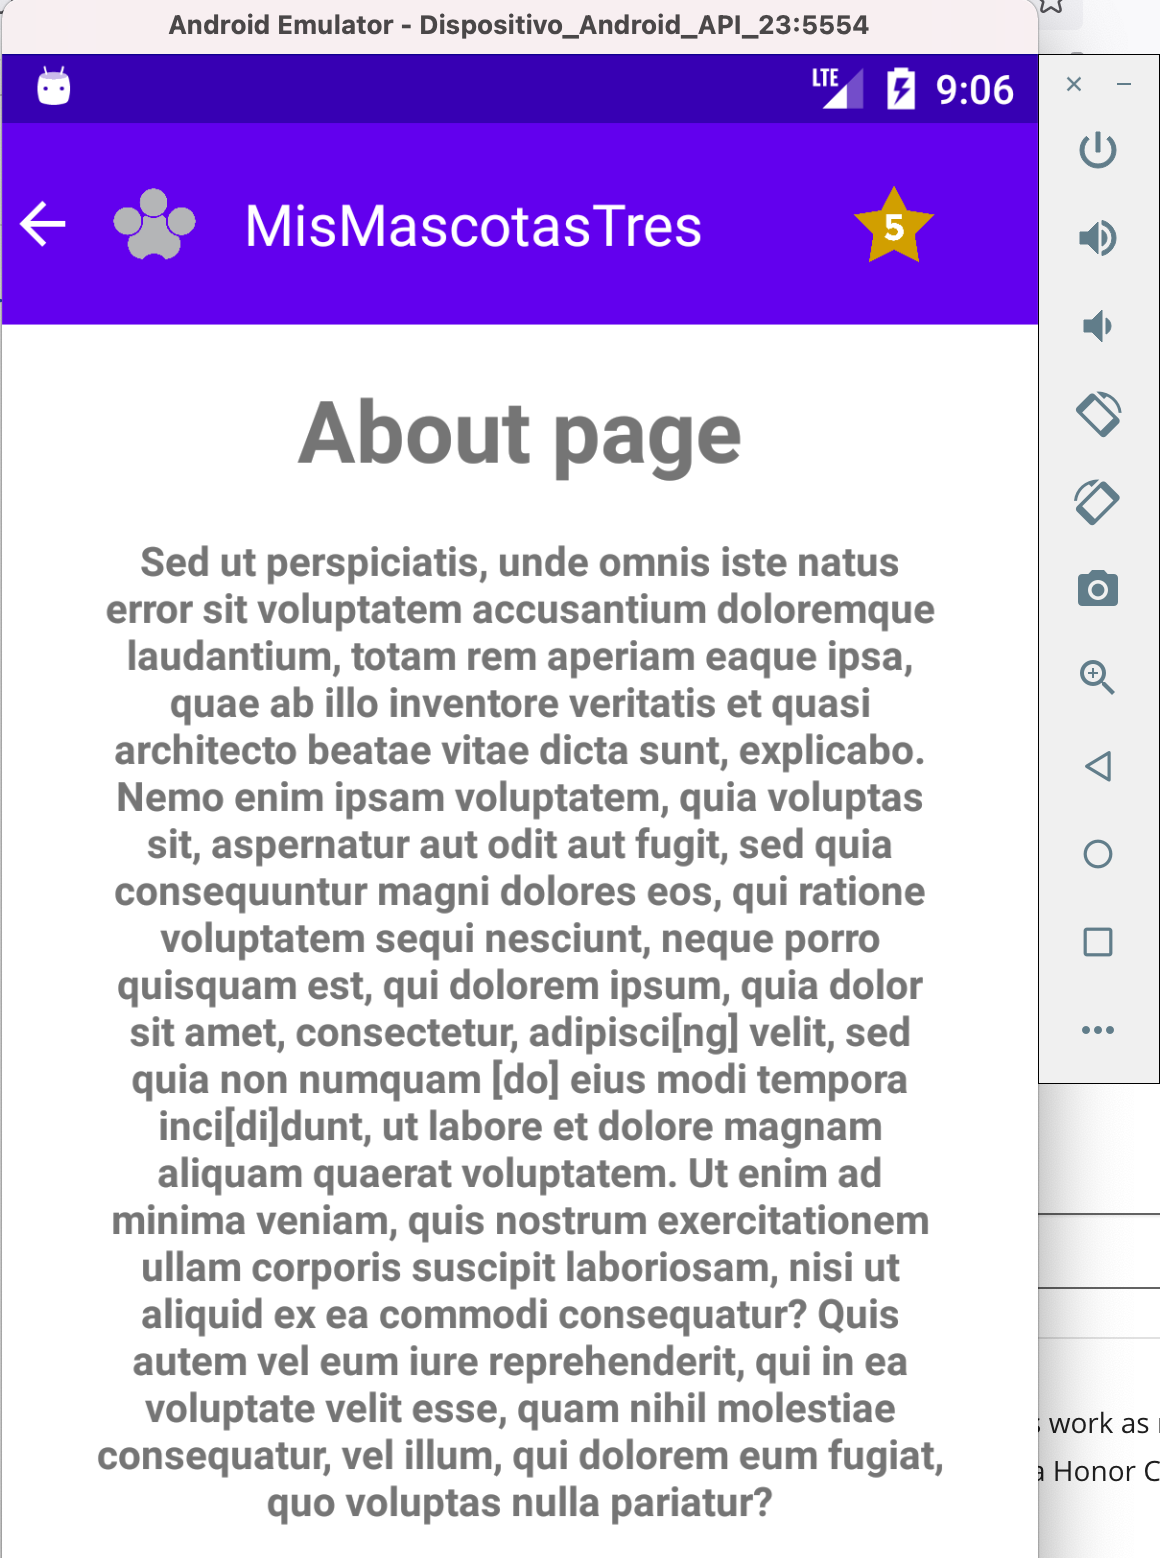 Android Emulator - Dispositivo_Android_API_23:5554
LTE 9:06
MisMascotasTres 5
About page
Sed ut perspiciatis, unde omnis iste natus
error sit voluptatem accusantium doloremque
laudantium, totam rem aperiam eaque ipsa,
quae ab illo inventore veritatis et quasi
architecto beatae vitae dicta sunt, explicabo.
Nemo enim ipsam voluptatem, quia voluptas
sit, aspernatur aut odit aut fugit, sed quia
consequuntur magni dolores eos, qui ratione
voluptatem sequi nesciunt, neque porro
quisquam est, qui dolorem ipsum, quia dolor
sit amet, consectetur, adipisci[ng] velit, sed
quia non numquam [do] eius modi tempora
inci[di]dunt, ut labore et dolore magnam
aliquam quaerat voluptatem. Ut enim ad
minima veniam, quis nostrum exercitationem
ullam corporis suscipit laboriosam, nisi ut
aliquid ex ea commodi consequatur? Quis
autem vel eum iure reprehenderit, qui in ea
voluptate velit esse, quam nihil molestiae
consequatur, vel illum, qui dolorem eum fugiat,
quo voluptas nulla pariatur?
work as
a Honor C